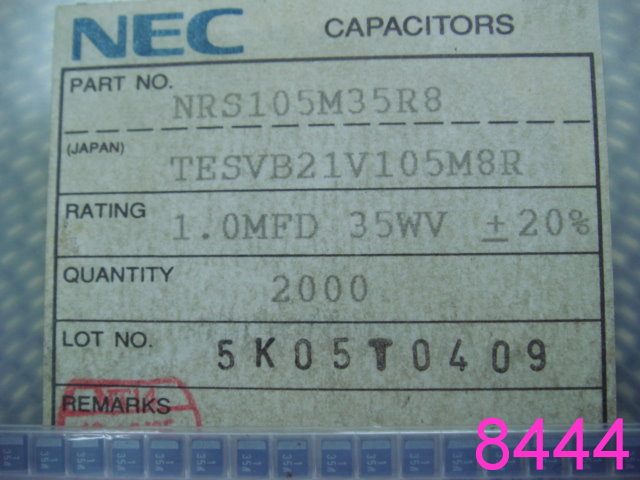 NEC CAPACITORS
PART NO. NRS105M35R8
(JAPAN) TESVB21V105M8R
RATING 1.0MFD 35WV ±20%
QUANTITY 2000
LOT NO. 5K05T0409
REMARKS
8444